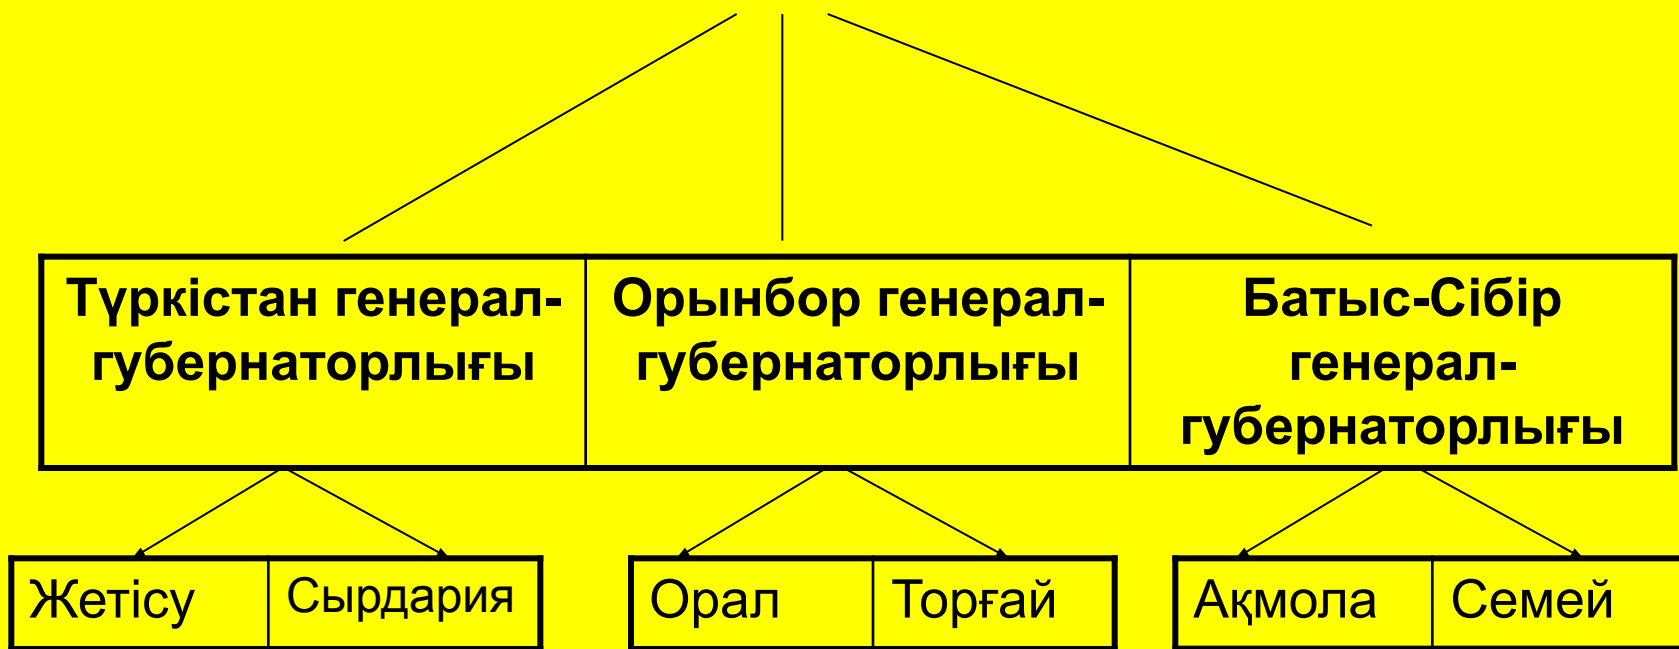 Түркістан генерал-
губернаторлығы
Орынбор генерал-
губернаторлығы
Батыс-Сібір
генерал-
губернаторлығы
Жетісу
Сырдария
Орал
Торғай
Ақмола
Семей